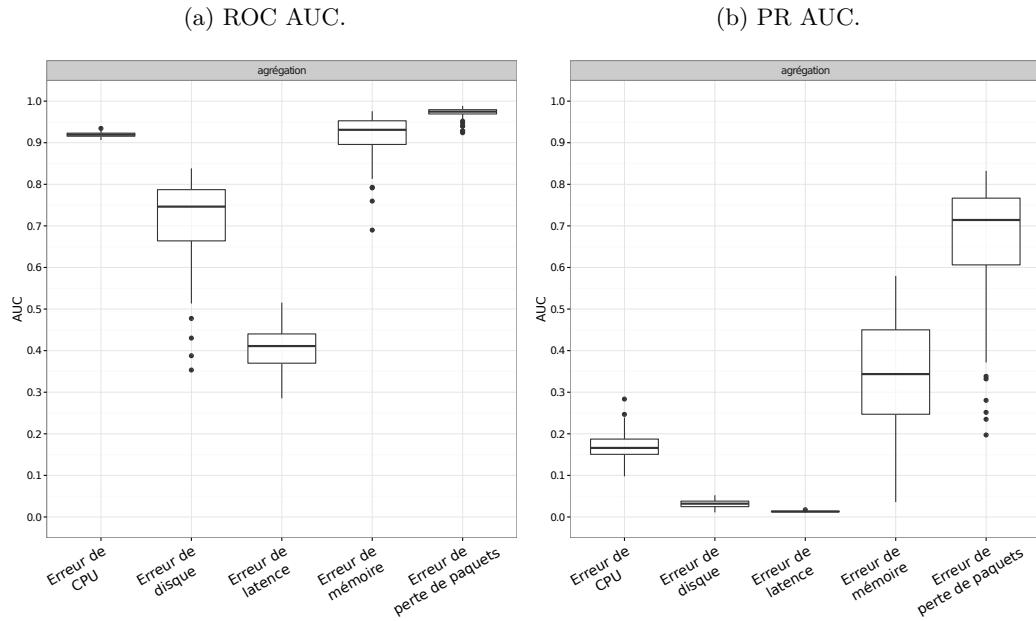 (a) ROC AUC.
agrégation
1.0
0.9
0.8
0.7
0.6
0.5
0.4
0.3
0.2
0.1
0.0
AUC
Erreur de
CPU
Erreur de
disque
Erreur de
latence
Erreur de
mémoire
Erreur de
perte de paquets
(b) PR AUC.
agrégation
1.0
0.9
0.8
0.7
0.6
0.5
0.4
0.3
0.2
0.1
0.0
AUC
Erreur de
CPU
Erreur de
disque
Erreur de
latence
Erreur de
mémoire
Erreur de
perte de paquets